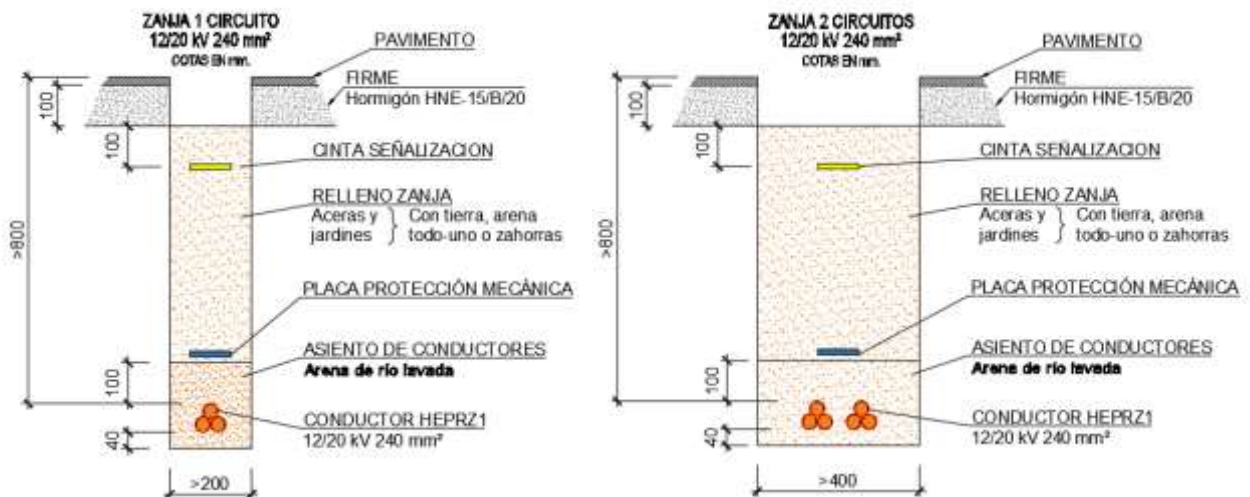 ZANJA 1 CIRCUITO
12/20 kV 240 mm²
COTAS EN mm.
PAVIMENTO
FIRME
Hormigón HNE-15/B/20
100
100
CINTA SEÑALIZACION
RELLENO ZANJA
Aceras y jardines } Con tierra, arena
todo-uno o zahorras
>800
PLACA PROTECCIÓN MECÁNICA
ASIENTO DE CONDUCTORES
Arena de río lavada
100
CONDUCTOR HEPRZ1
12/20 kV 240 mm²
40
>200
ZANJA 2 CIRCUITOS
12/20 kV 240 mm²
COTAS EN mm.
PAVIMENTO
FIRME
Hormigón HNE-15/B/20
100
100
CINTA SEÑALIZACION
RELLENO ZANJA
Aceras y jardines } Con tierra, arena
todo-uno o zahorras
>800
PLACA PROTECCIÓN MECÁNICA
ASIENTO DE CONDUCTORES
Arena de río lavada
100
CONDUCTOR HEPRZ1
12/20 kV 240 mm²
40
>400